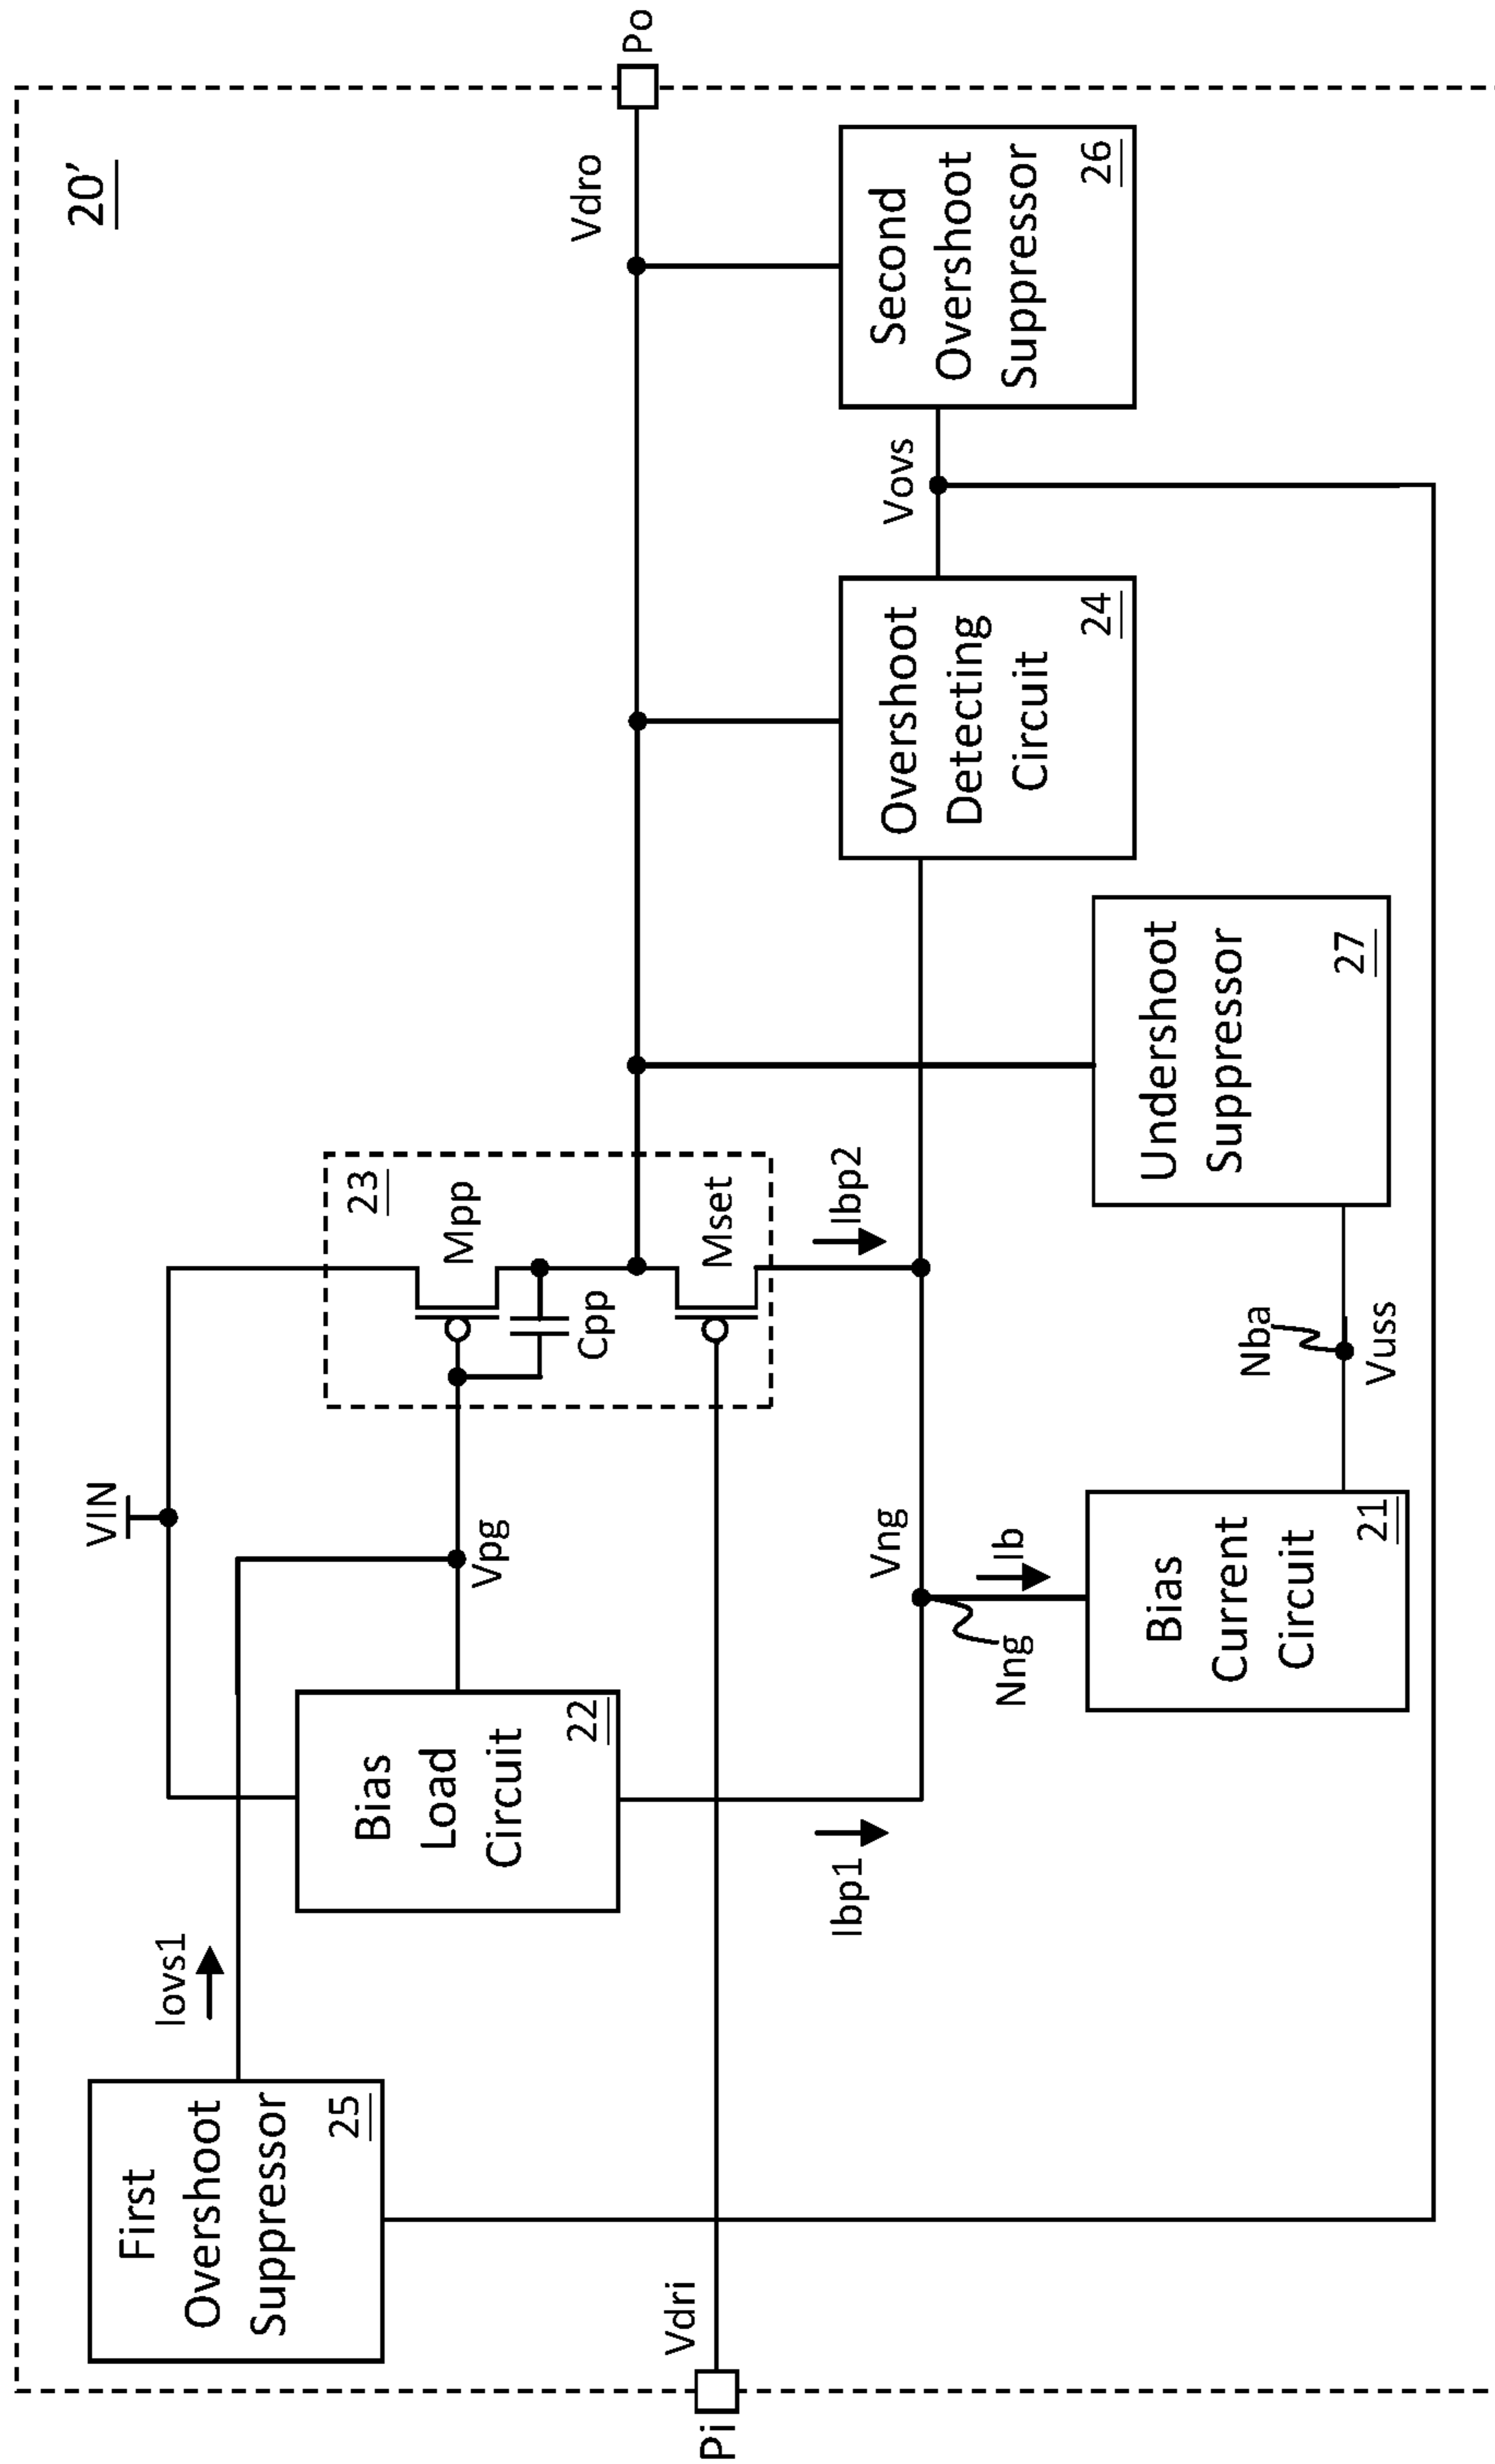 20'
VIN
First
Overshoot
Suppressor
25
Iovs1
Bias
Load
Circuit
22
Vpg
23
Mpp
Cpp
Mset
Vdri
Pi
Vdro
Po
Ibp1
Ibp2
Vng
Nng
Ib
Bias
Current
Circuit
21
Nba
Vuss
Undershoot
Suppressor
27
Overshoot
Detecting
Circuit
24
Vovs
Second
Overshoot
Suppressor
26